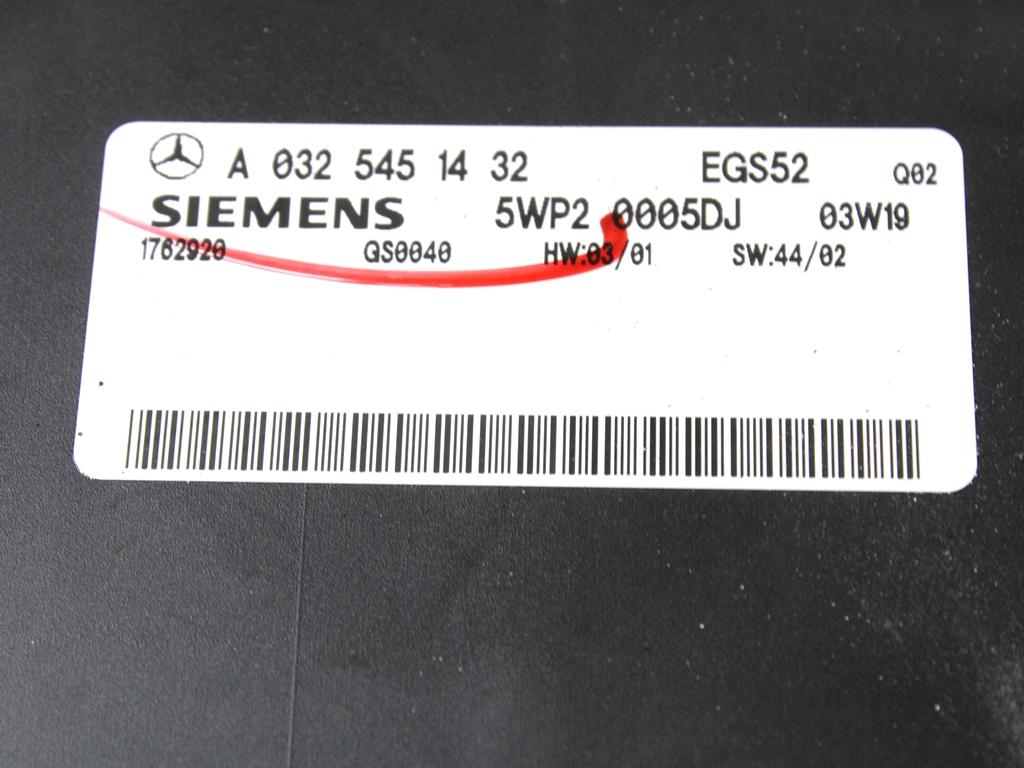 A 032 545 14 32 EGS52 Q02
SIEMENS 5WP2 0005DJ 03W19
1762920 QS0040 HW:03/01 SW:44/02